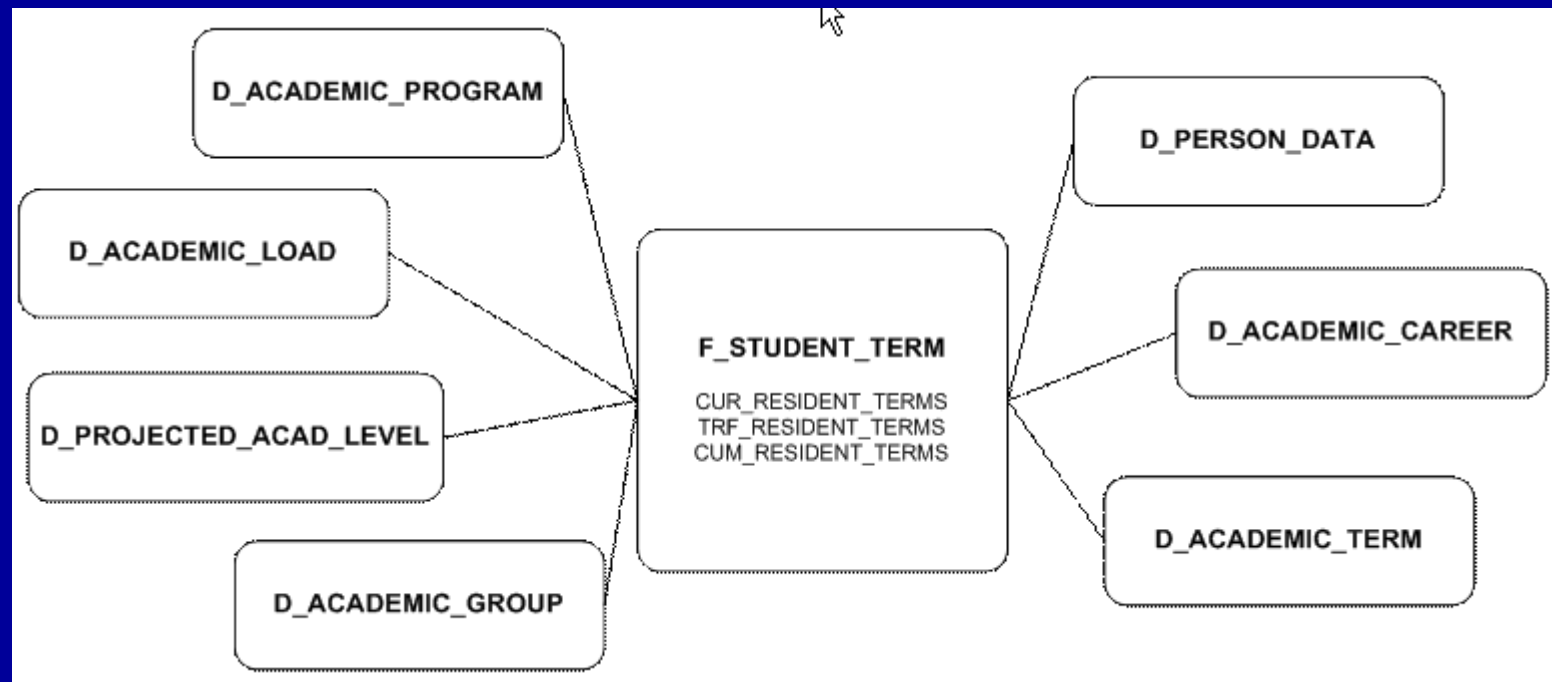 D_ACADEMIC_PROGRAM
D_ACADEMIC_LOAD
D_PROJECTED_ACAD_LEVEL
D_ACADEMIC_GROUP
F_STUDENT_TERM
CUR_RESIDENT_TERMS
TRF_RESIDENT_TERMS
CUM_RESIDENT_TERMS
D_PERSON_DATA
D_ACADEMIC_CAREER
D_ACADEMIC_TERM